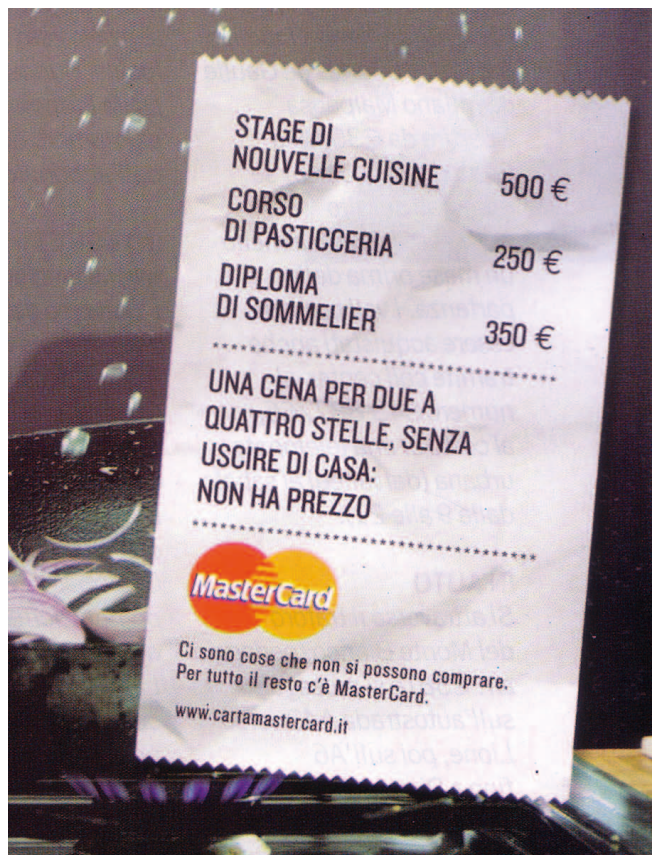 STAGE DI
NOUVELLE CUISINE 500 €
CORSO
DI PASTICCERIA 250 €
DIPLOMA
DI SOMMELIER 350 €
UNA CENA PER DUE A
QUATTRO STELLE, SENZA
USCIRE DI CASA:
NON HA PREZZO
MasterCard
Ci sono cose che non si possono comprare.
Per tutto il resto c'è MasterCard.
www.cartamastercard.it